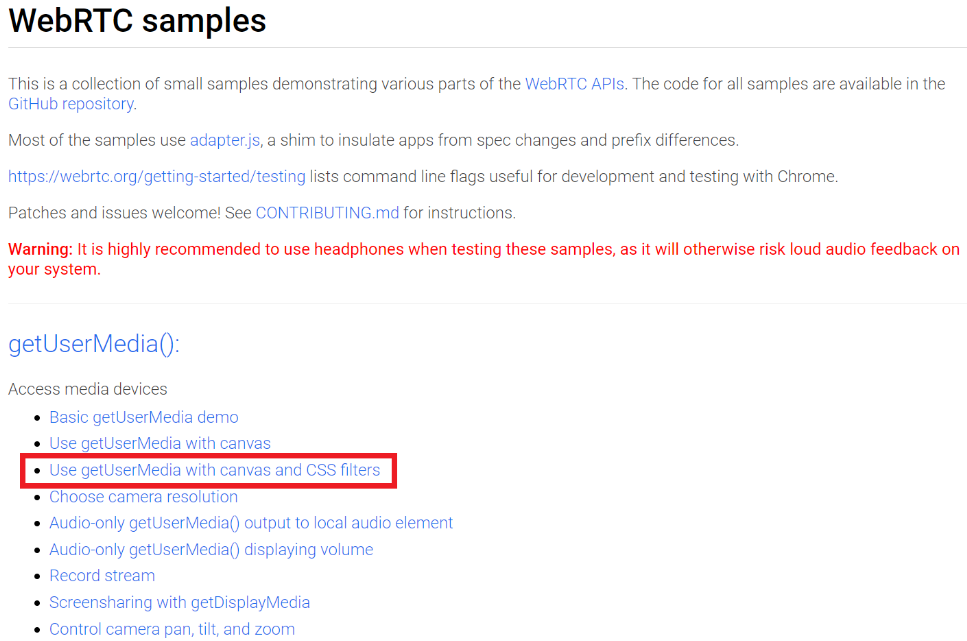 WebRTC samples
This is a collection of small samples demonstrating various parts of the WebRTC APIs. The code for all samples are available in the
GitHub repository.
Most of the samples use adapter.js, a shim to insulate apps from spec changes and prefix differences.
https://webrtc.org/getting-started/testing lists command line flags useful for development and testing with Chrome.
Patches and issues welcome! See CONTRIBUTING.md for instructions.
Warning: It is highly recommended to use headphones when testing these samples, as it will otherwise risk loud audio feedback on
your system.
getUserMedia():
Access media devices
• Basic getUserMedia demo
• Use getUserMedia with canvas
• Use getUserMedia with canvas and CSS filters
• Choose camera resolution
• Audio-only getUserMedia() output to local audio element
• Audio-only getUserMedia() displaying volume
• Record stream
• Screensharing with getDisplayMedia
• Control camera pan, tilt, and zoom